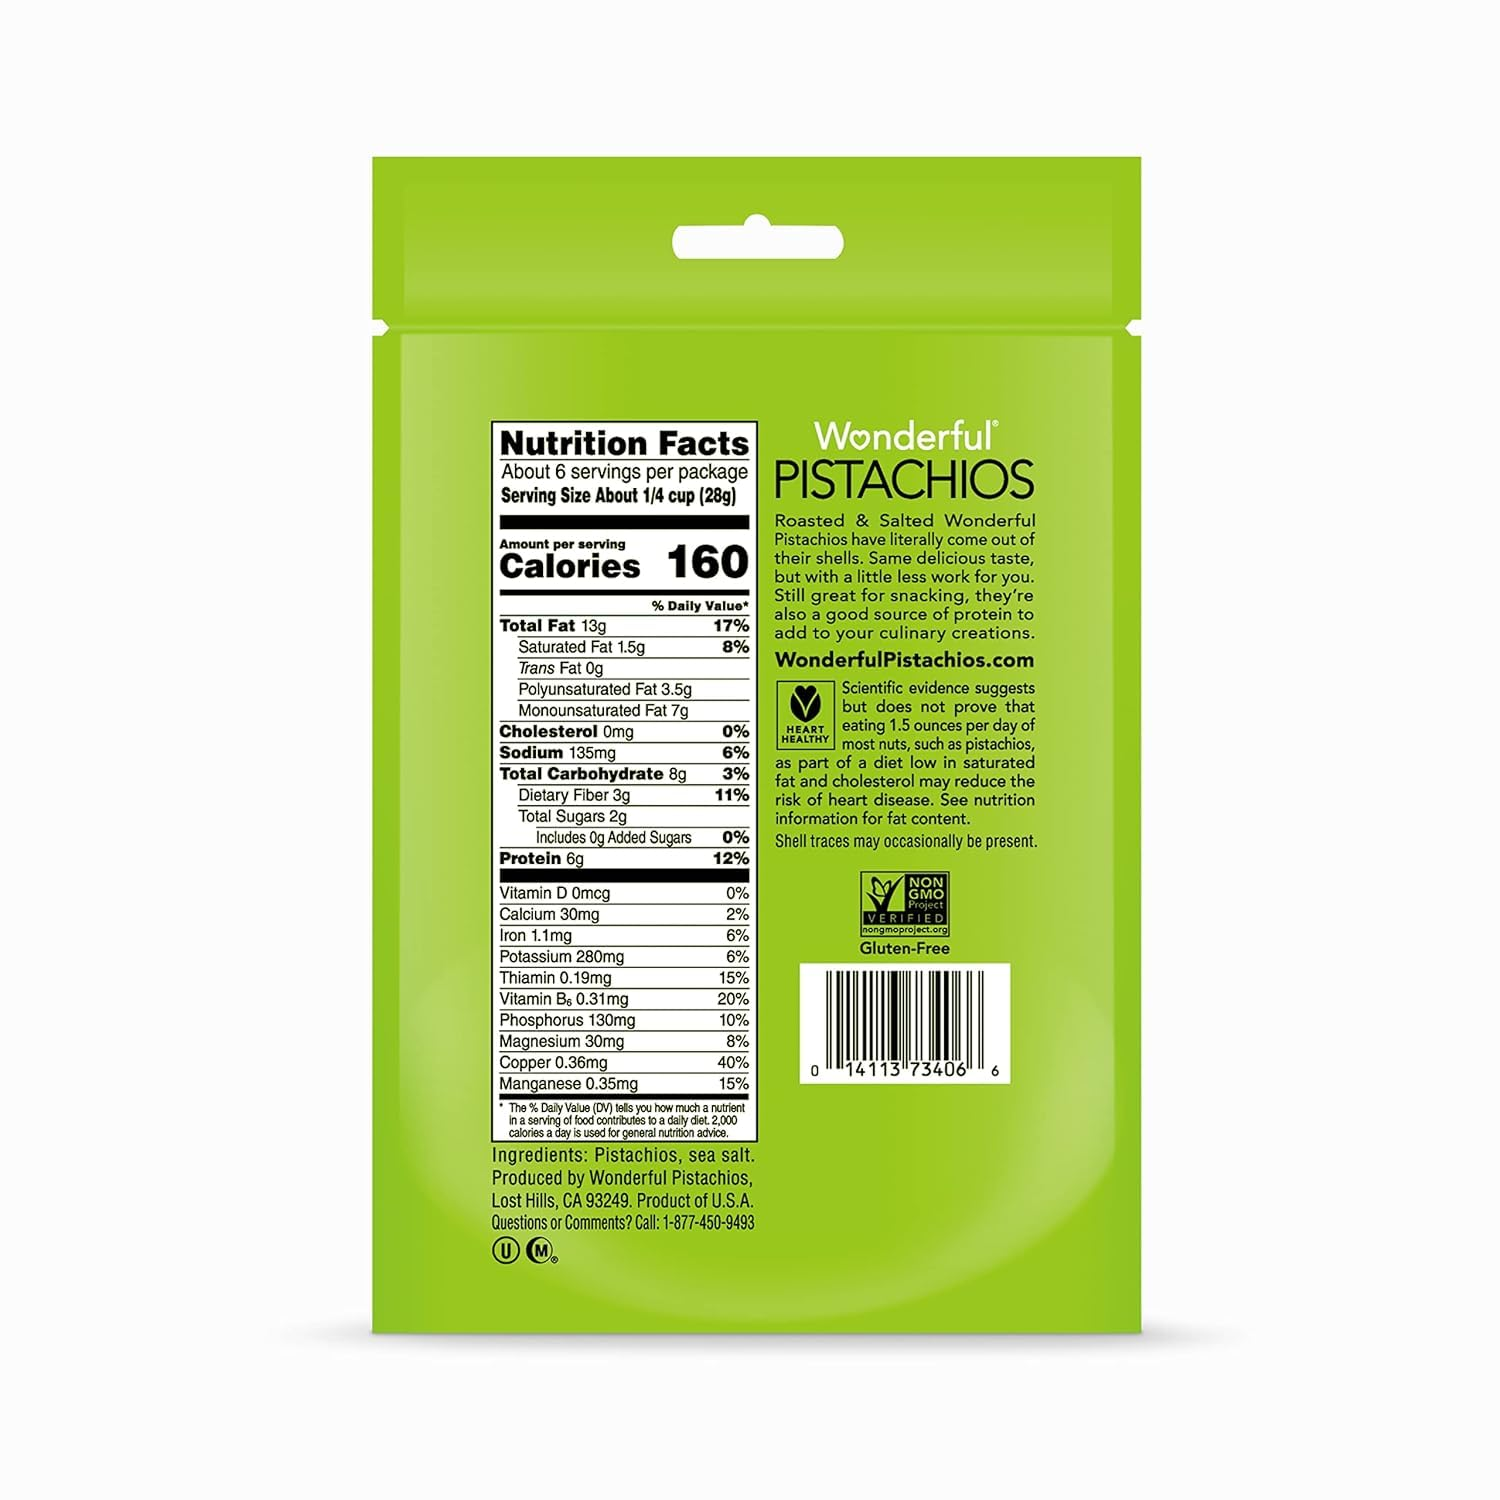 Nutrition Facts
About 6 servings per package
Serving Size About 1/4 cup (28g)
Amount per serving
Calories 160
% Daily Value*
Total Fat 13g 17%
Saturated Fat 1.5g 8%
Trans Fat 0g
Polyunsaturated Fat 3.5g
Monounsaturated Fat 7g
Cholesterol 0mg 0%
Sodium 135mg 6%
Total Carbohydrate 8g 3%
Dietary Fiber 3g 11%
Total Sugars 2g
Includes 0g Added Sugars 0%
Protein 6g 12%
Vitamin D 0mcg 0%
Calcium 30mg 2%
Iron 1.1mg 6%
Potassium 280mg 6%
Thiamin 0.19mg 15%
Vitamin B₆ 0.31mg 20%
Phosphorus 130mg 10%
Magnesium 30mg 8%
Copper 0.36mg 40%
Manganese 0.35mg 15%
* The % Daily Value (DV) tells you how much a nutrient
in a serving of food contributes to a daily diet. 2,000
calories a day is used for general nutrition advice.
Ingredients: Pistachios, sea salt.
Produced by Wonderful Pistachios,
Lost Hills, CA 93249. Product of U.S.A.
Questions or Comments? Call: 1-877-450-9493
U M®
Wonderful®
PISTACHIOS
Roasted & Salted Wonderful
Pistachios have literally come out of
their shells. Same delicious taste,
but with a little less work for you.
Still great for snacking, they're
also a good source of protein to
add to your culinary creations.
WonderfulPistachios.com
HEART
HEALTHY
Scientific evidence suggests
but does not prove that
eating 1.5 ounces per day of
most nuts, such as pistachios,
as part of a diet low in saturated
fat and cholesterol may reduce the
risk of heart disease. See nutrition
information for fat content.
Shell traces may occasionally be present.
NON
GMO
Project
VERIFIED
nongmoproject.org
Gluten-Free
0 14113 73406 6